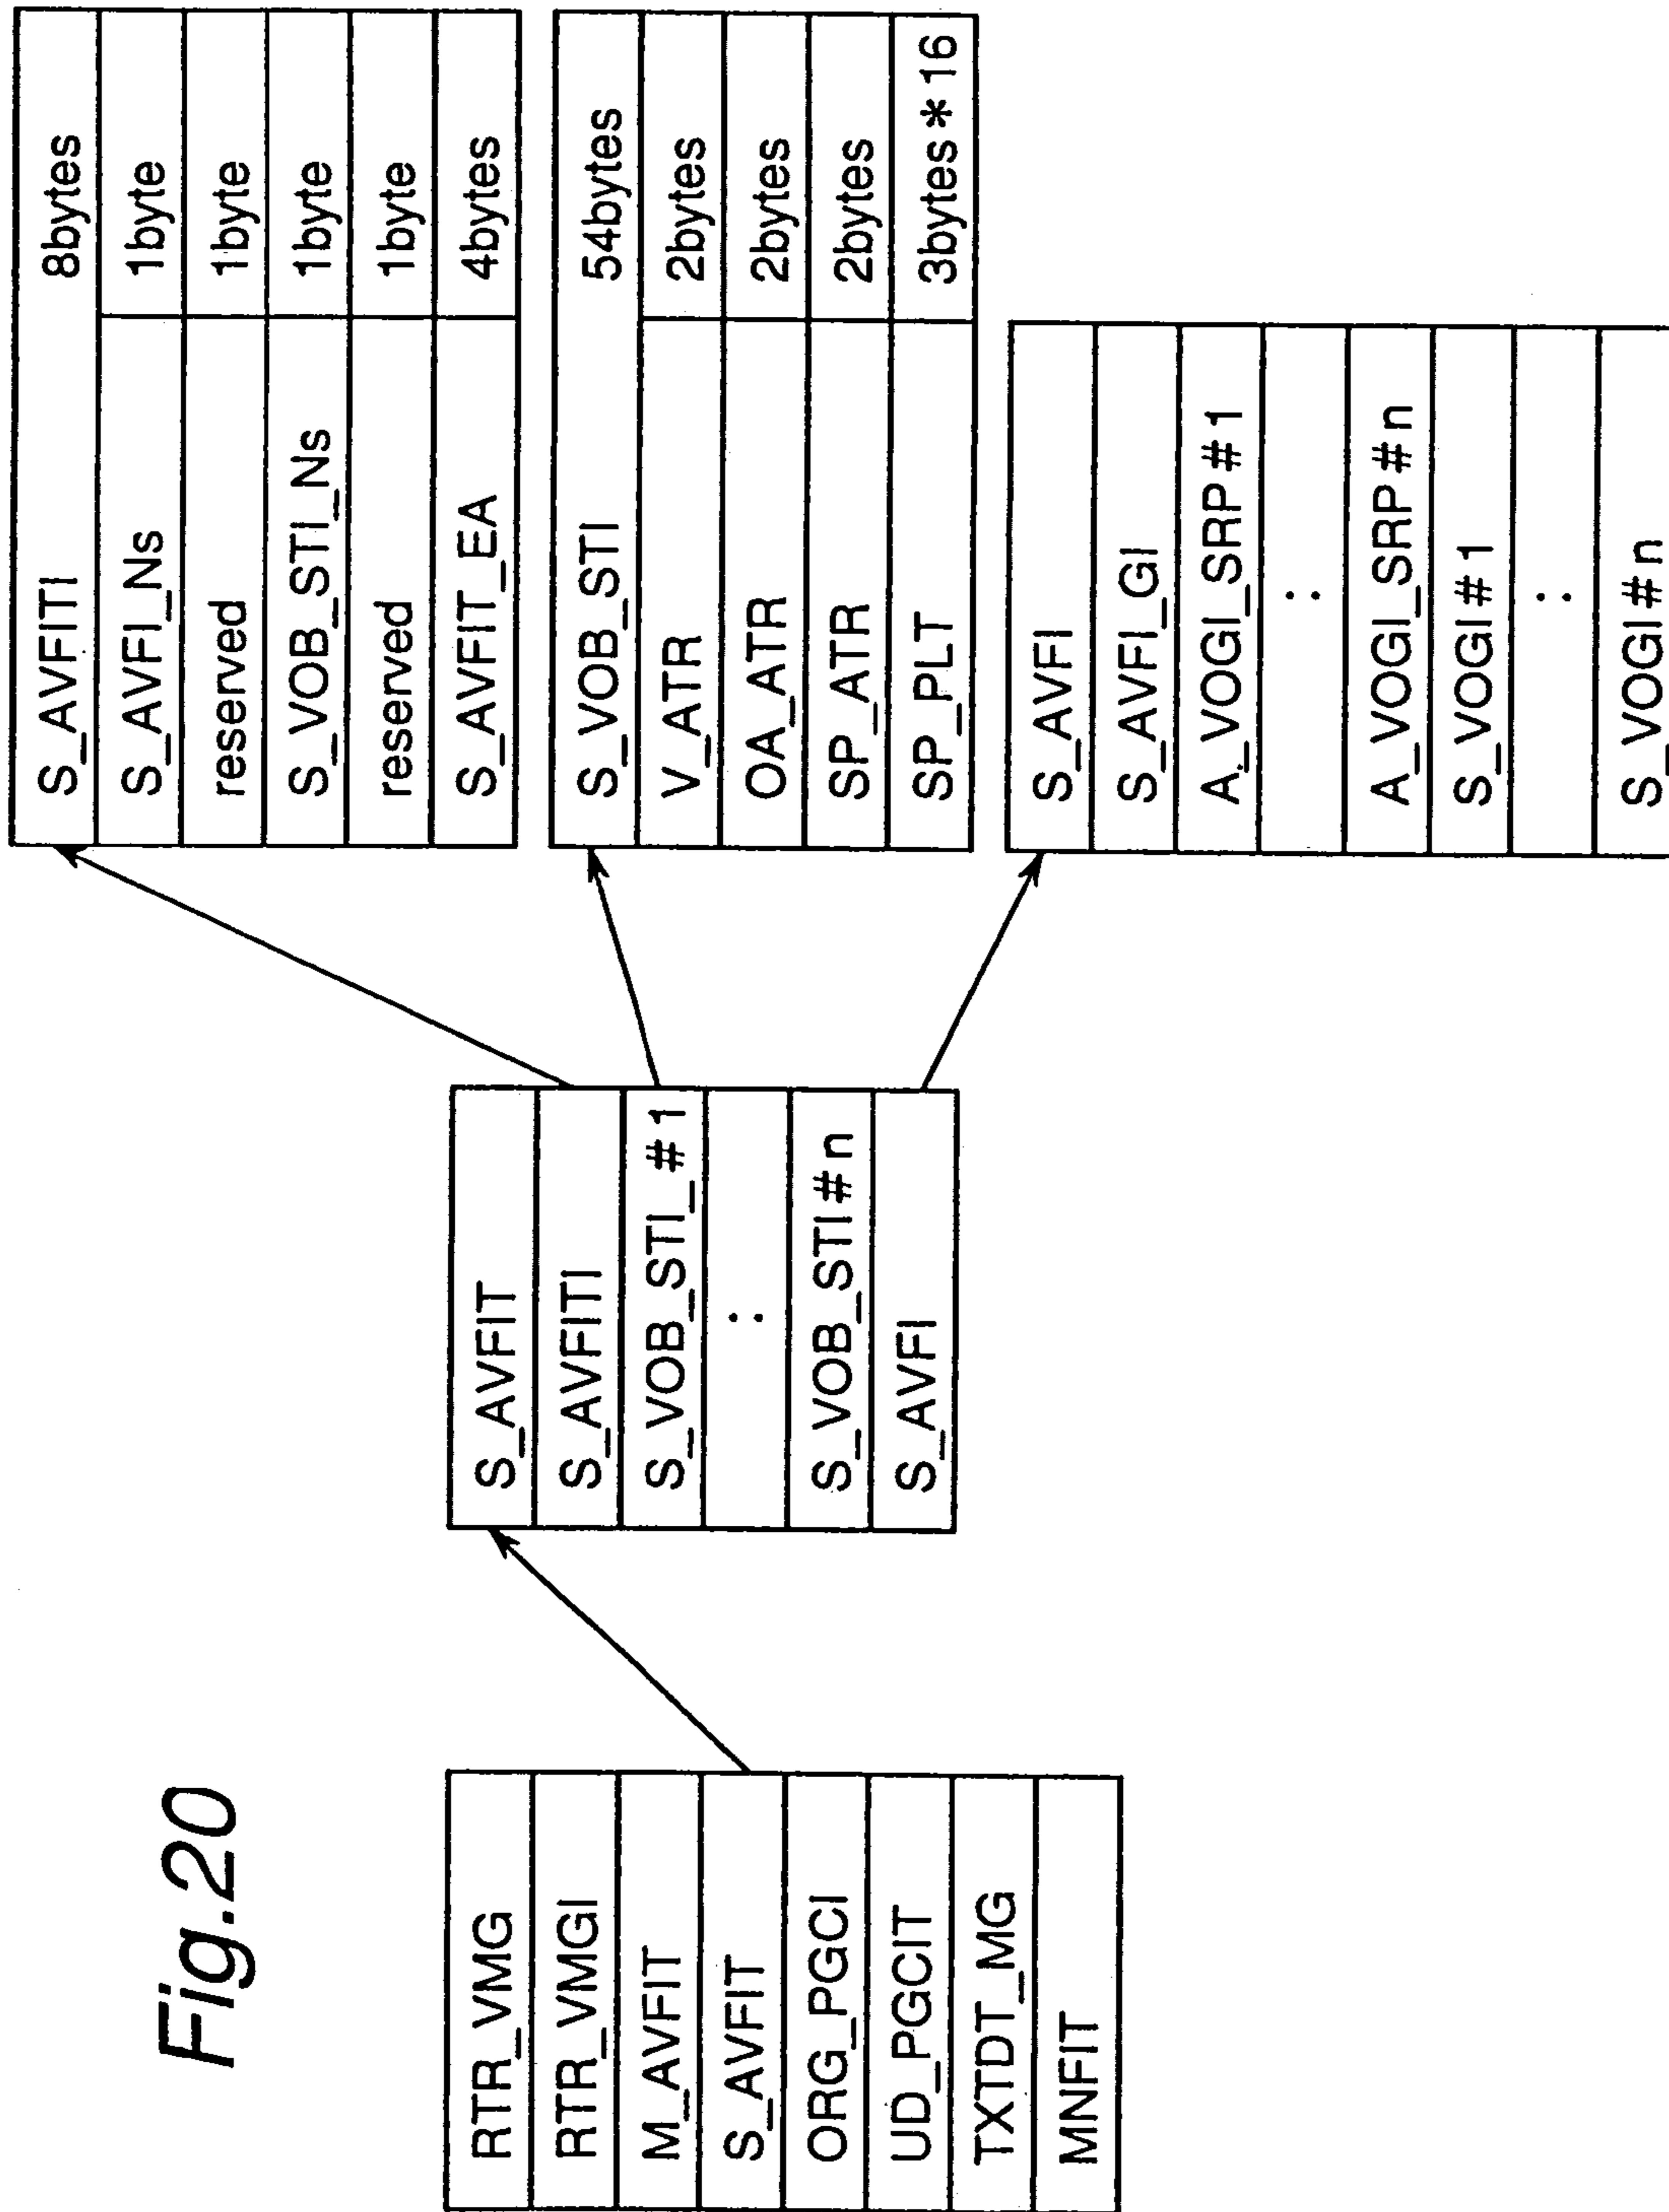 Fig.20
RTR_VMG
RTR_VMGI
M_AVFIT
S_AVFIT
ORG_PGCI
UD_PGCIT
TXTDT_MG
MNFIT
S_AVFIT
S_AVFITI
S_VOB_STI_#1
:
S_VOB_STI#n
S_AVFI
S_AVFITI 8bytes
S_AVFI_Ns 1byte
reserved 1byte
S_VOB_STI_Ns 1byte
reserved 1byte
S_AVFIT_EA 4bytes
S_VOB_STI 54bytes
V_ATR 2bytes
OA_ATR 2bytes
SP_ATR 2bytes
SP_PLT 3bytes*16
S_AVFI
S_AVFI_GI
A_VOGI_SRP#1
:
A_VOGI_SRP#n
S_VOGI#1
:
S_VOGI#n